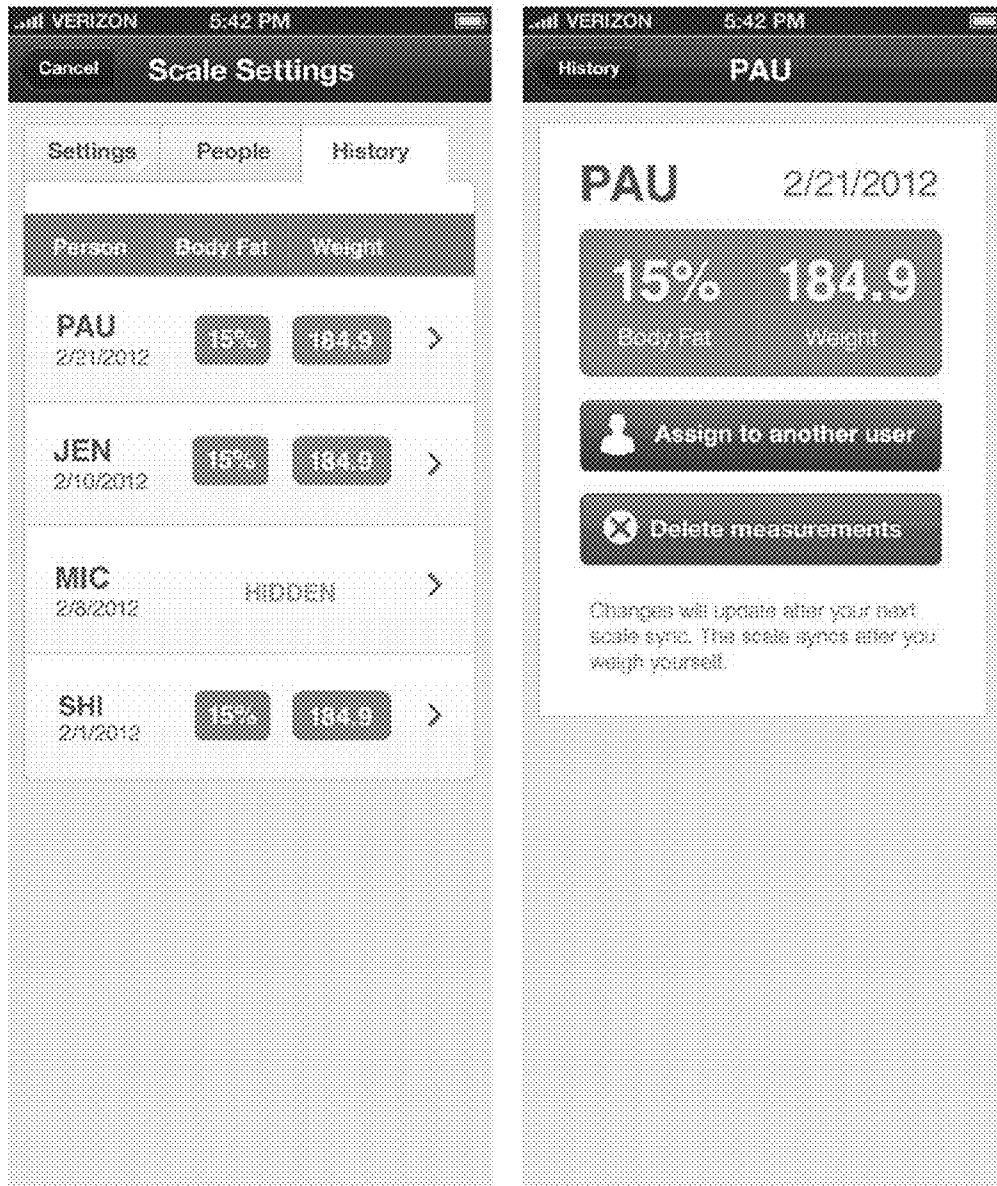 VERIZON 5:42 PM
Cancel Scale Settings
Settings People History
Person Body Fat Weight
PAU 15% 184.9
2/21/2012
JEN 15% 184.9
2/10/2012
MIC HIDDEN
2/8/2012
SHI 15% 184.9
2/1/2012
VERIZON 5:42 PM
History PAU
PAU 2/21/2012
15% 184.9
Body Fat Weight
Assign to another user
Delete measurements
Changes will update after your next
scale sync. The scale syncs after you
weigh yourself.